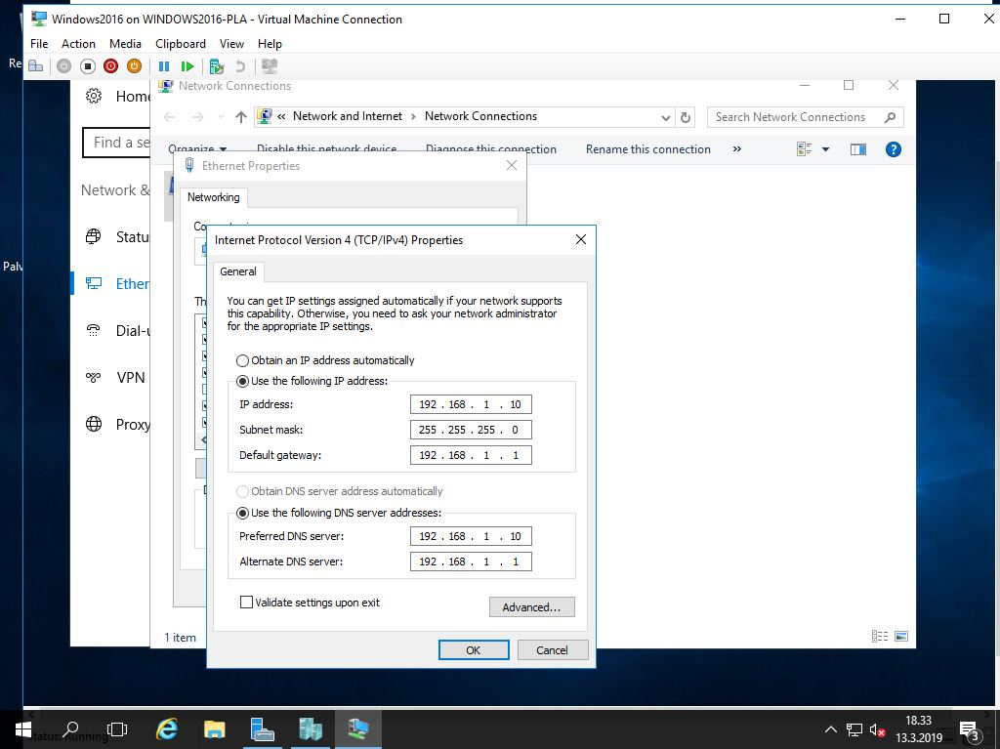 Windows2016 on WINDOWS2016-PLA - Virtual Machine Connection
File Action Media Clipboard View Help
Re
Home
Network Connections
« Network and Internet › Network Connections
Search Network Connections
Find a se
Organize
Disable this network device
Diagnose this connection
Rename this connection
»
Ethernet Properties
Network &
Networking
Statu
Palv
Ether
Dial-u
VPN
Proxy
Internet Protocol Version 4 (TCP/IPv4) Properties
General
You can get IP settings assigned automatically if your network supports
this capability. Otherwise, you need to ask your network administrator
for the appropriate IP settings.
Obtain an IP address automatically
Use the following IP address:
IP address: 192 . 168 . 1 . 10
Subnet mask: 255 . 255 . 255 . 0
Default gateway: 192 . 168 . 1 . 1
Obtain DNS server address automatically
Use the following DNS server addresses:
Preferred DNS server: 192 . 168 . 1 . 10
Alternate DNS server: 192 . 168 . 1 . 1
Validate settings upon exit
Advanced...
OK Cancel
1 item
Status: Running
18.33
13.3.2019
3